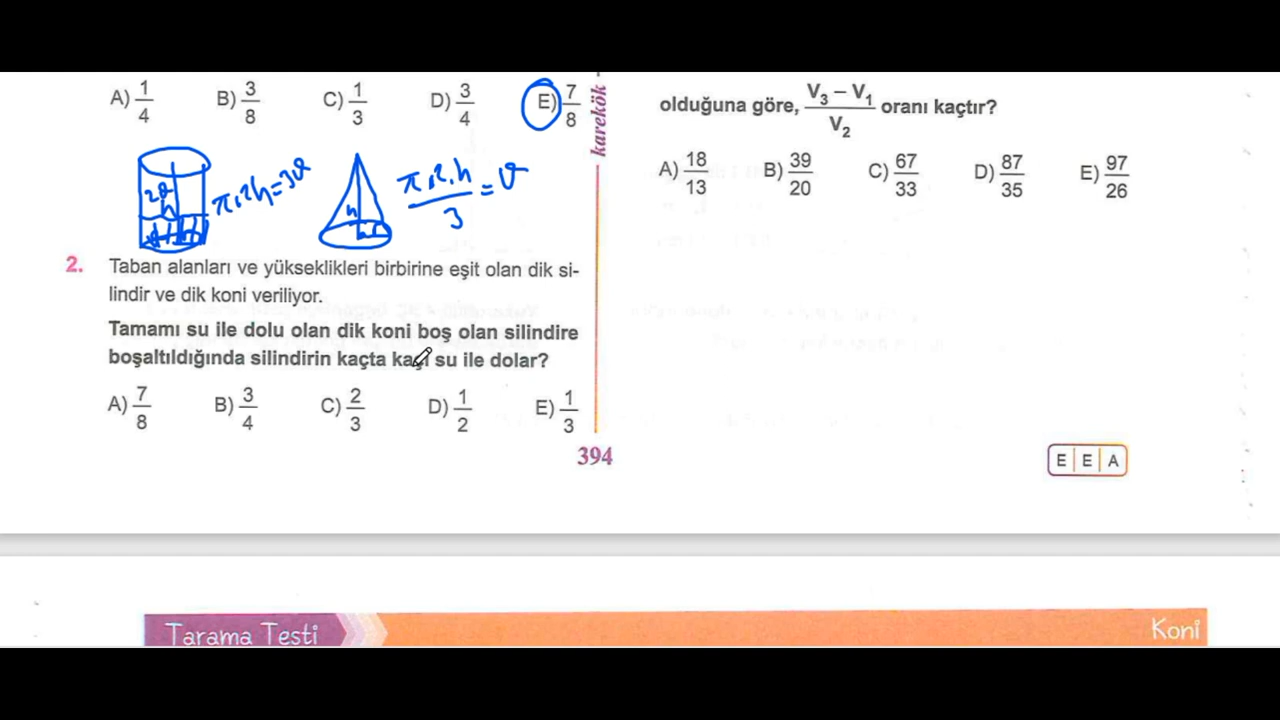 A) 1/4 B) 3/8 C) 1/3 D) 3/4 E) 7/8
π r² h = 3ϑ
π r² · h / 3 = ϑ
2ϑ
h
h
2. Taban alanları ve yükseklikleri birbirine eşit olan dik si-
lindir ve dik koni veriliyor.
Tamamı su ile dolu olan dik koni boş olan silindire
boşaltıldığında silindirin kaçta kaçı su ile dolar?
A) 7/8 B) 3/4 C) 2/3 D) 1/2 E) 1/3
karekök
394
olduğuna göre, V₃ – V₁ / V₂ oranı kaçtır?
A) 18/13 B) 39/20 C) 67/33 D) 87/35 E) 97/26
E E A
Tarama Testi
Koni